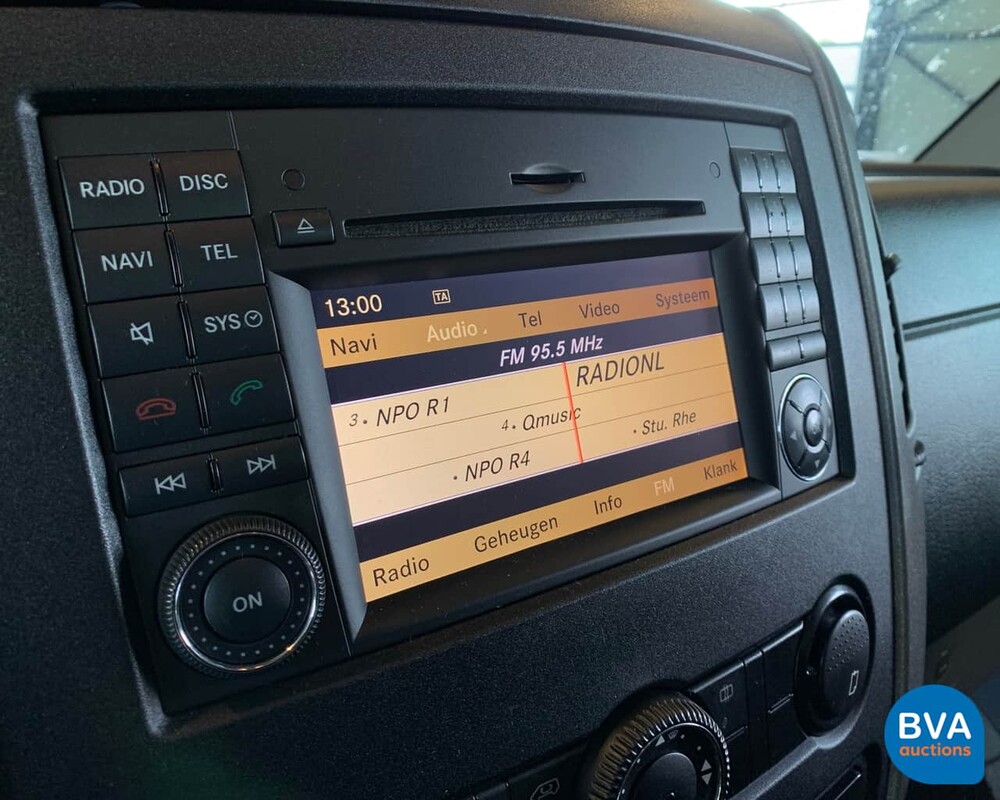 RADIO DISC
NAVI TEL
SYS
ON
13:00 TA
Navi Audio Tel Video Systeem
FM 95.5 MHz
RADIONL
3. NPO R1
4. Qmusic
· Stu. Rhe
· NPO R4
Radio Geheugen Info FM Klank
BVA
auctions